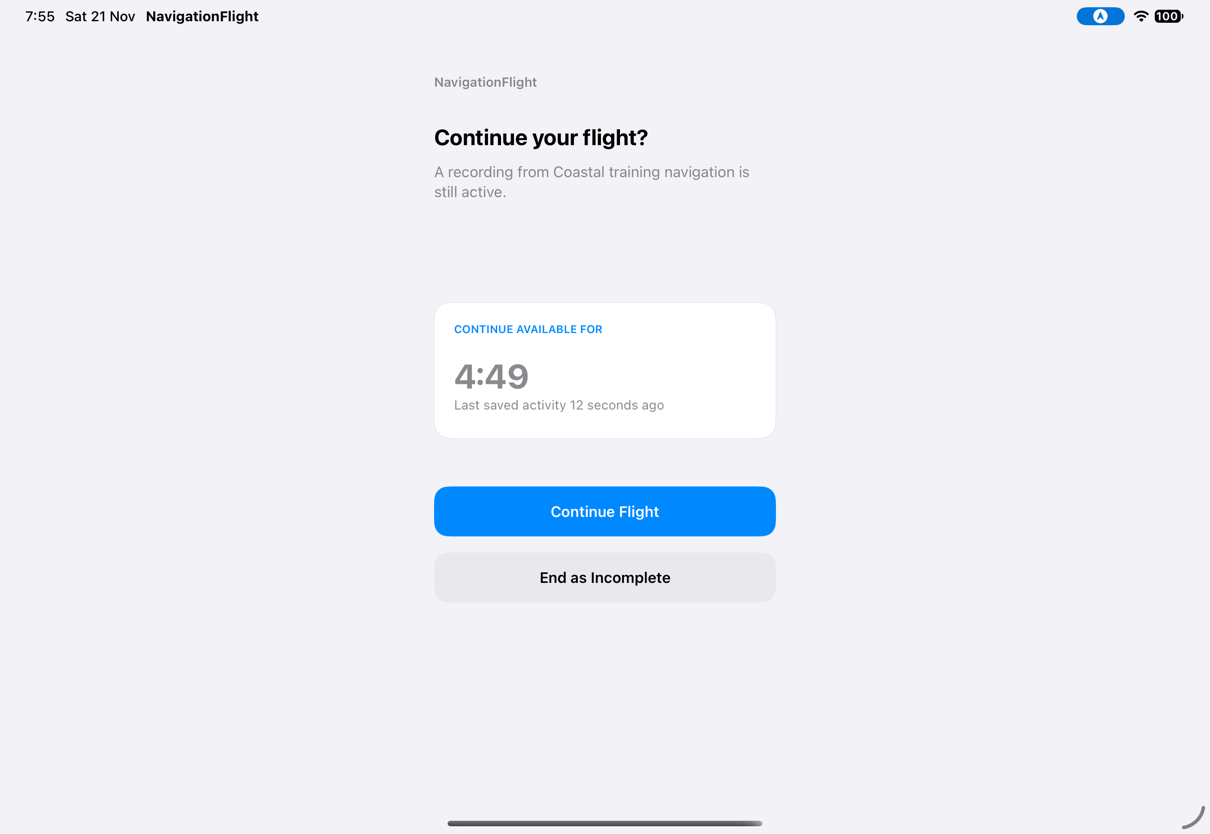 7:55 Sat 21 Nov NavigationFlight
100
NavigationFlight
Continue your flight?
A recording from Coastal training navigation is
still active.
CONTINUE AVAILABLE FOR
4:49
Last saved activity 12 seconds ago
Continue Flight
End as Incomplete